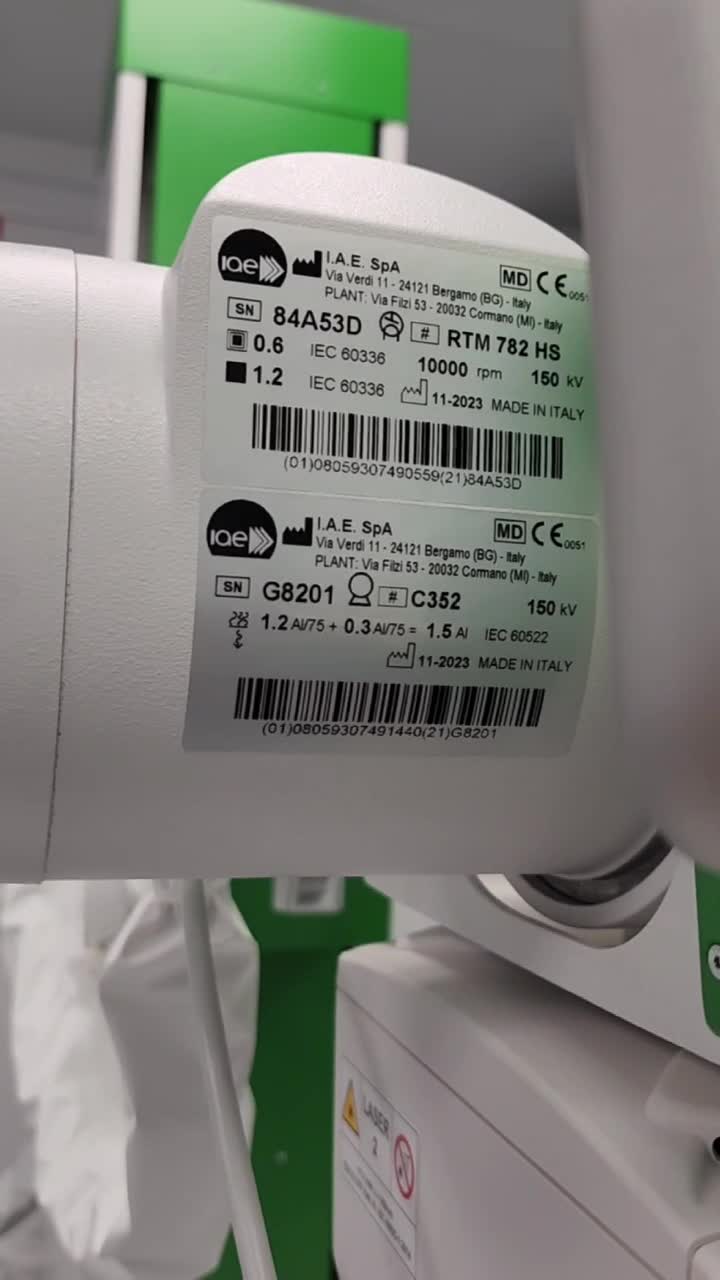 iae
I.A.E. SpA
MD CE 0051
Via Verdi 11 - 24121 Bergamo (BG) - Italy
PLANT: Via Filzi 53 - 20032 Cormano (MI) - Italy
SN 84A53D # RTM 782 HS
0.6 IEC 60336 10000 rpm 150 kV
1.2 IEC 60336 11-2023 MADE IN ITALY
(01)08059307490559(21)84A53D
iae
I.A.E. SpA
MD CE 0051
Via Verdi 11 - 24121 Bergamo (BG) - Italy
PLANT: Via Filzi 53 - 20032 Cormano (MI) - Italy
SN G8201 # C352 150 kV
1.2 Al/75 + 0.3 Al/75 = 1.5 Al IEC 60522
11-2023 MADE IN ITALY
(01)08059307491440(21)G8201
LASER
2